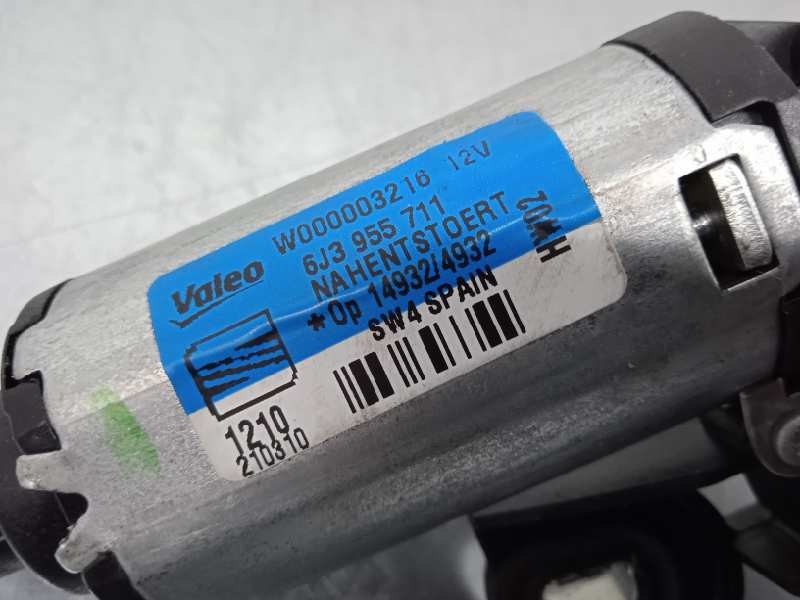 Valeo
W000003216 12V
6J3 955 711
NAHENTSTOERT
*Op 14932/4932
SW4 SPAIN
HW02
1210
210310